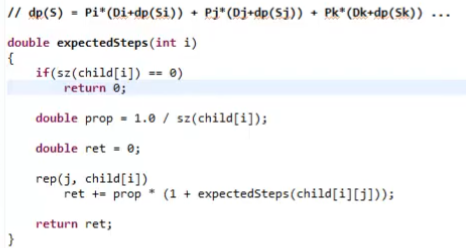 // dp(S) = Pi*(Di+dp(Si)) + Pj*(Dj+dp(Sj)) + Pk*(Dk+dp(Sk)) ...
double expectedSteps(int i)
{
if(sz(child[i]) == 0)
return 0;
double prop = 1.0 / sz(child[i]);
double ret = 0;
rep(j, child[i])
ret += prop * (1 + expectedSteps(child[i][j]));
return ret;
}